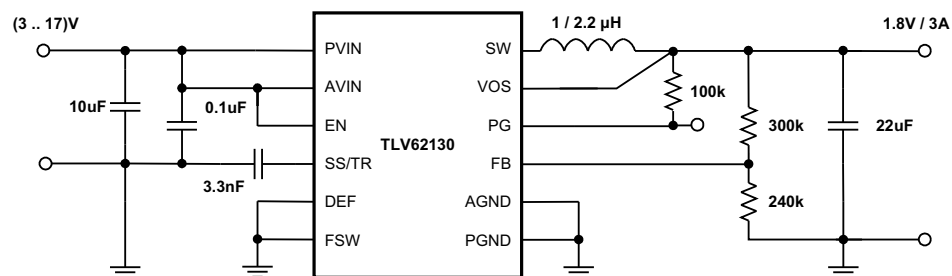 (3 .. 17)V
1 / 2.2 µH
1.8V / 3A
PVIN
SW
AVIN
VOS
10uF
0.1uF
100k
EN
PG
300k
22uF
TLV62130
SS/TR
FB
3.3nF
240k
DEF
AGND
FSW
PGND